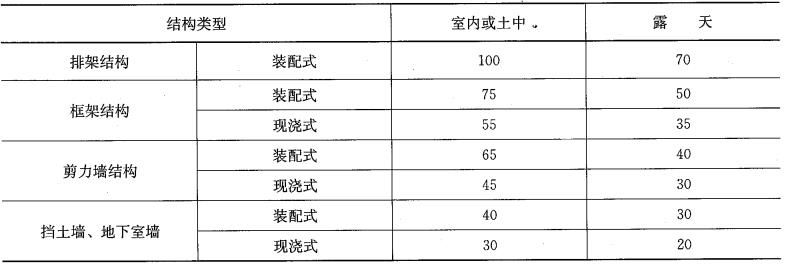 结构类型 室内或土中 露 天
排架结构 装配式 100 70
框架结构 装配式 75 50
现浇式 55 35
剪力墙结构 装配式 65 40
现浇式 45 30
挡土墙、地下室墙 装配式 40 30
现浇式 30 20